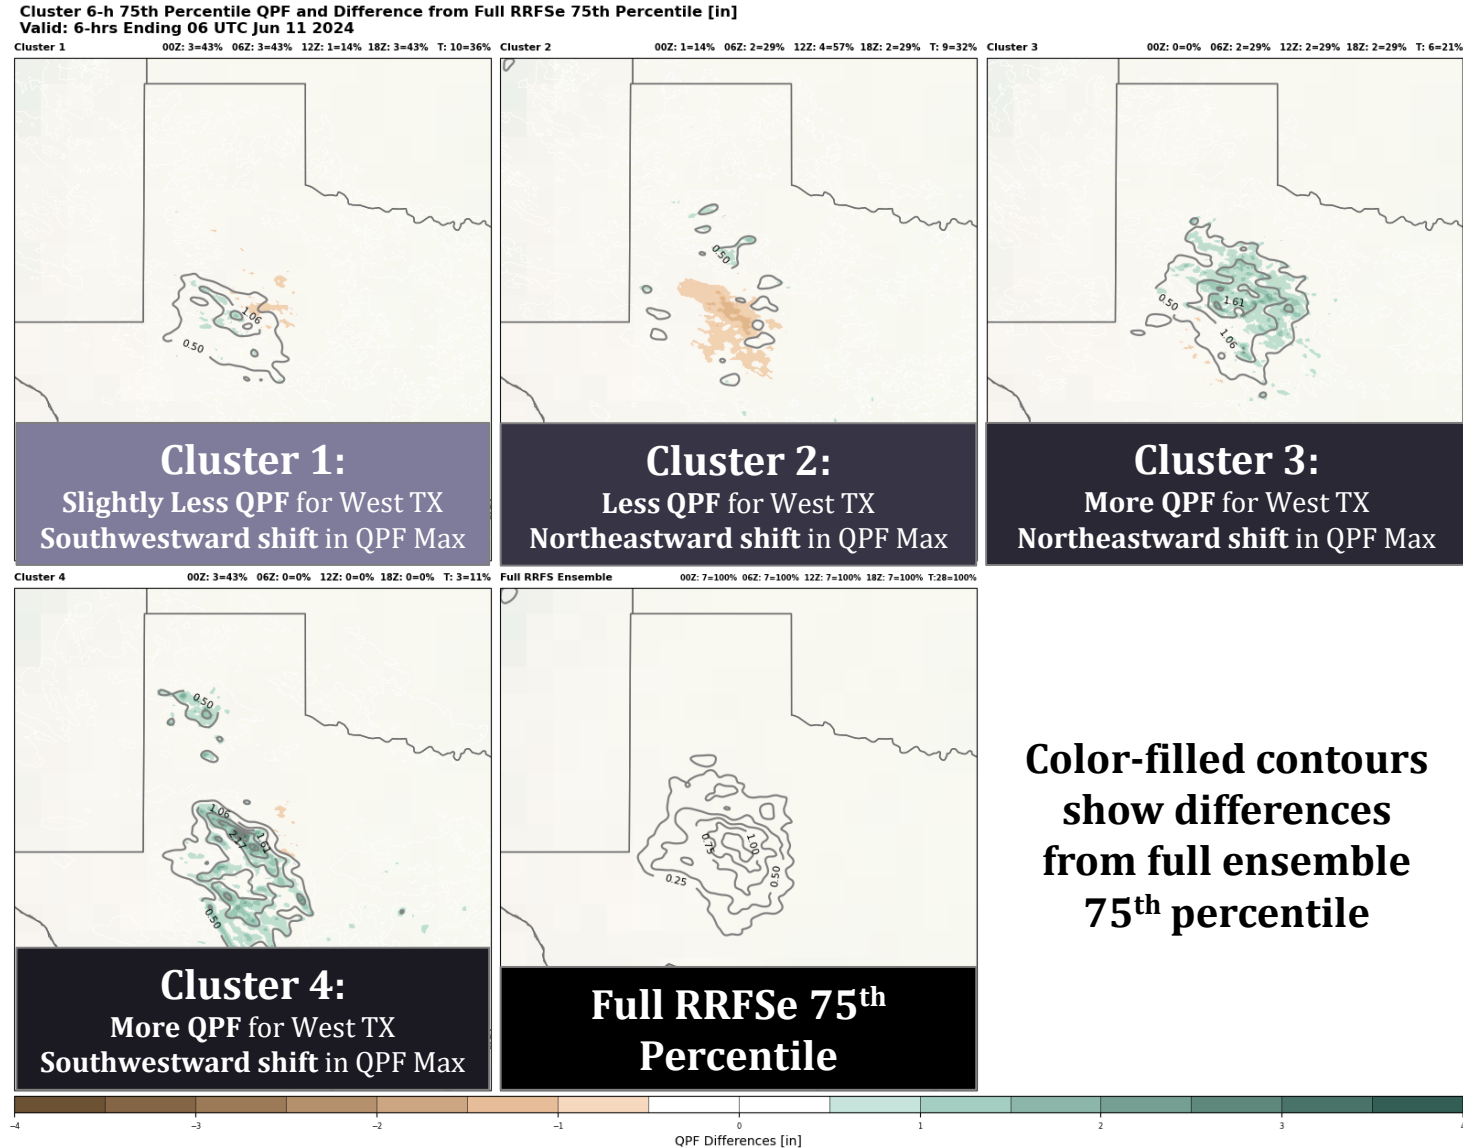 Cluster 6-h 75th Percentile QPF and Difference from Full RRFSe 75th Percentile [in]
Valid: 6-hrs Ending 06 UTC Jun 11 2024
Cluster 1 00Z: 3=43% 06Z: 3=43% 12Z: 1=14% 18Z: 3=43% T: 10=36%
1.06
0.50
Cluster 1:
Slightly Less QPF for West TX
Southwestward shift in QPF Max
Cluster 2 00Z: 1=14% 06Z: 2=29% 12Z: 4=57% 18Z: 2=29% T: 9=32%
0.50
Cluster 2:
Less QPF for West TX
Northeastward shift in QPF Max
Cluster 3 00Z: 0=0% 06Z: 2=29% 12Z: 2=29% 18Z: 2=29% T: 6=21%
0.50
1.61
1.06
Cluster 3:
More QPF for West TX
Northeastward shift in QPF Max
Cluster 4 00Z: 3=43% 06Z: 0=0% 12Z: 0=0% 18Z: 0=0% T: 3=11%
0.50
1.06
2.17
1.61
0.50
Cluster 4:
More QPF for West TX
Southwestward shift in QPF Max
Full RRFS Ensemble 00Z: 7=100% 06Z: 7=100% 12Z: 7=100% 18Z: 7=100% T:28=100%
0.75
1.00
0.25
0.50
Full RRFSe 75th
Percentile
Color-filled contours
show differences
from full ensemble
75th percentile
−4 −3 −2 −1 0 1 2 3 4
QPF Differences [in]